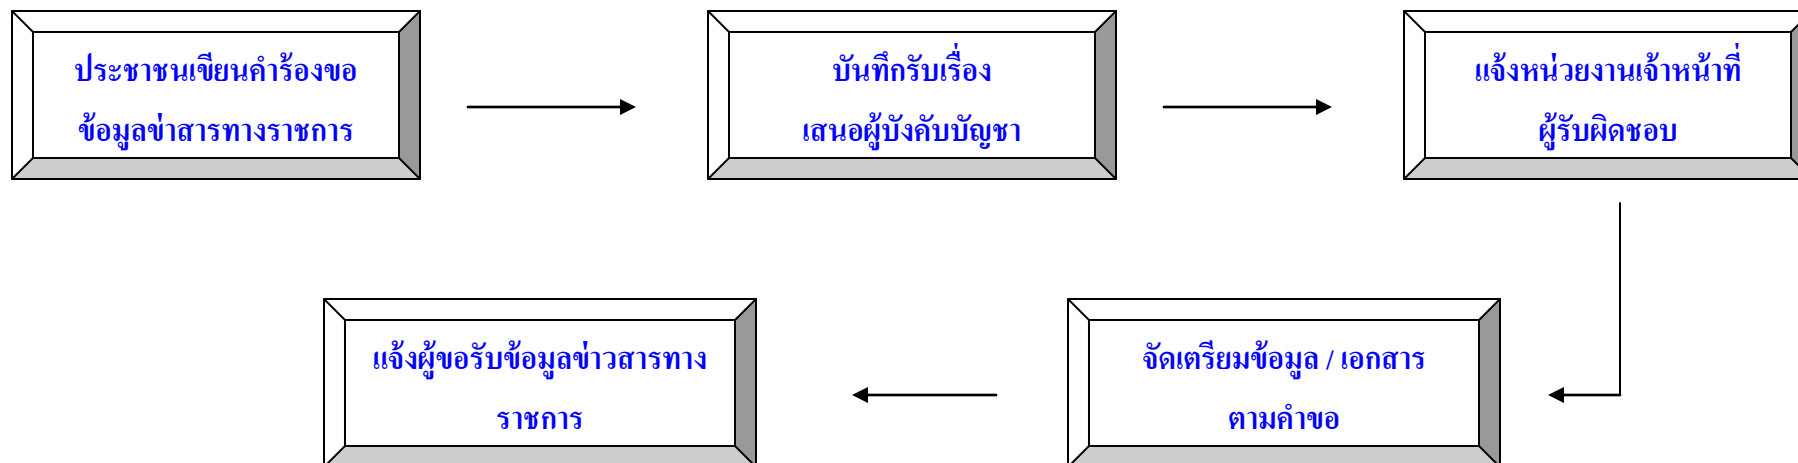 ประชาชนเขียนคำร้องขอ
ข้อมูลข่าสารทางราชการ
บันทึกรับเรื่อง
เสนอผู้บังคับบัญชา
แจ้งหน่วยงานเจ้าหน้าที่
ผู้รับผิดชอบ
จัดเตรียมข้อมูล / เอกสาร
ตามคำขอ
แจ้งผู้ขอรับข้อมูลข่าวสารทาง
ราชการ